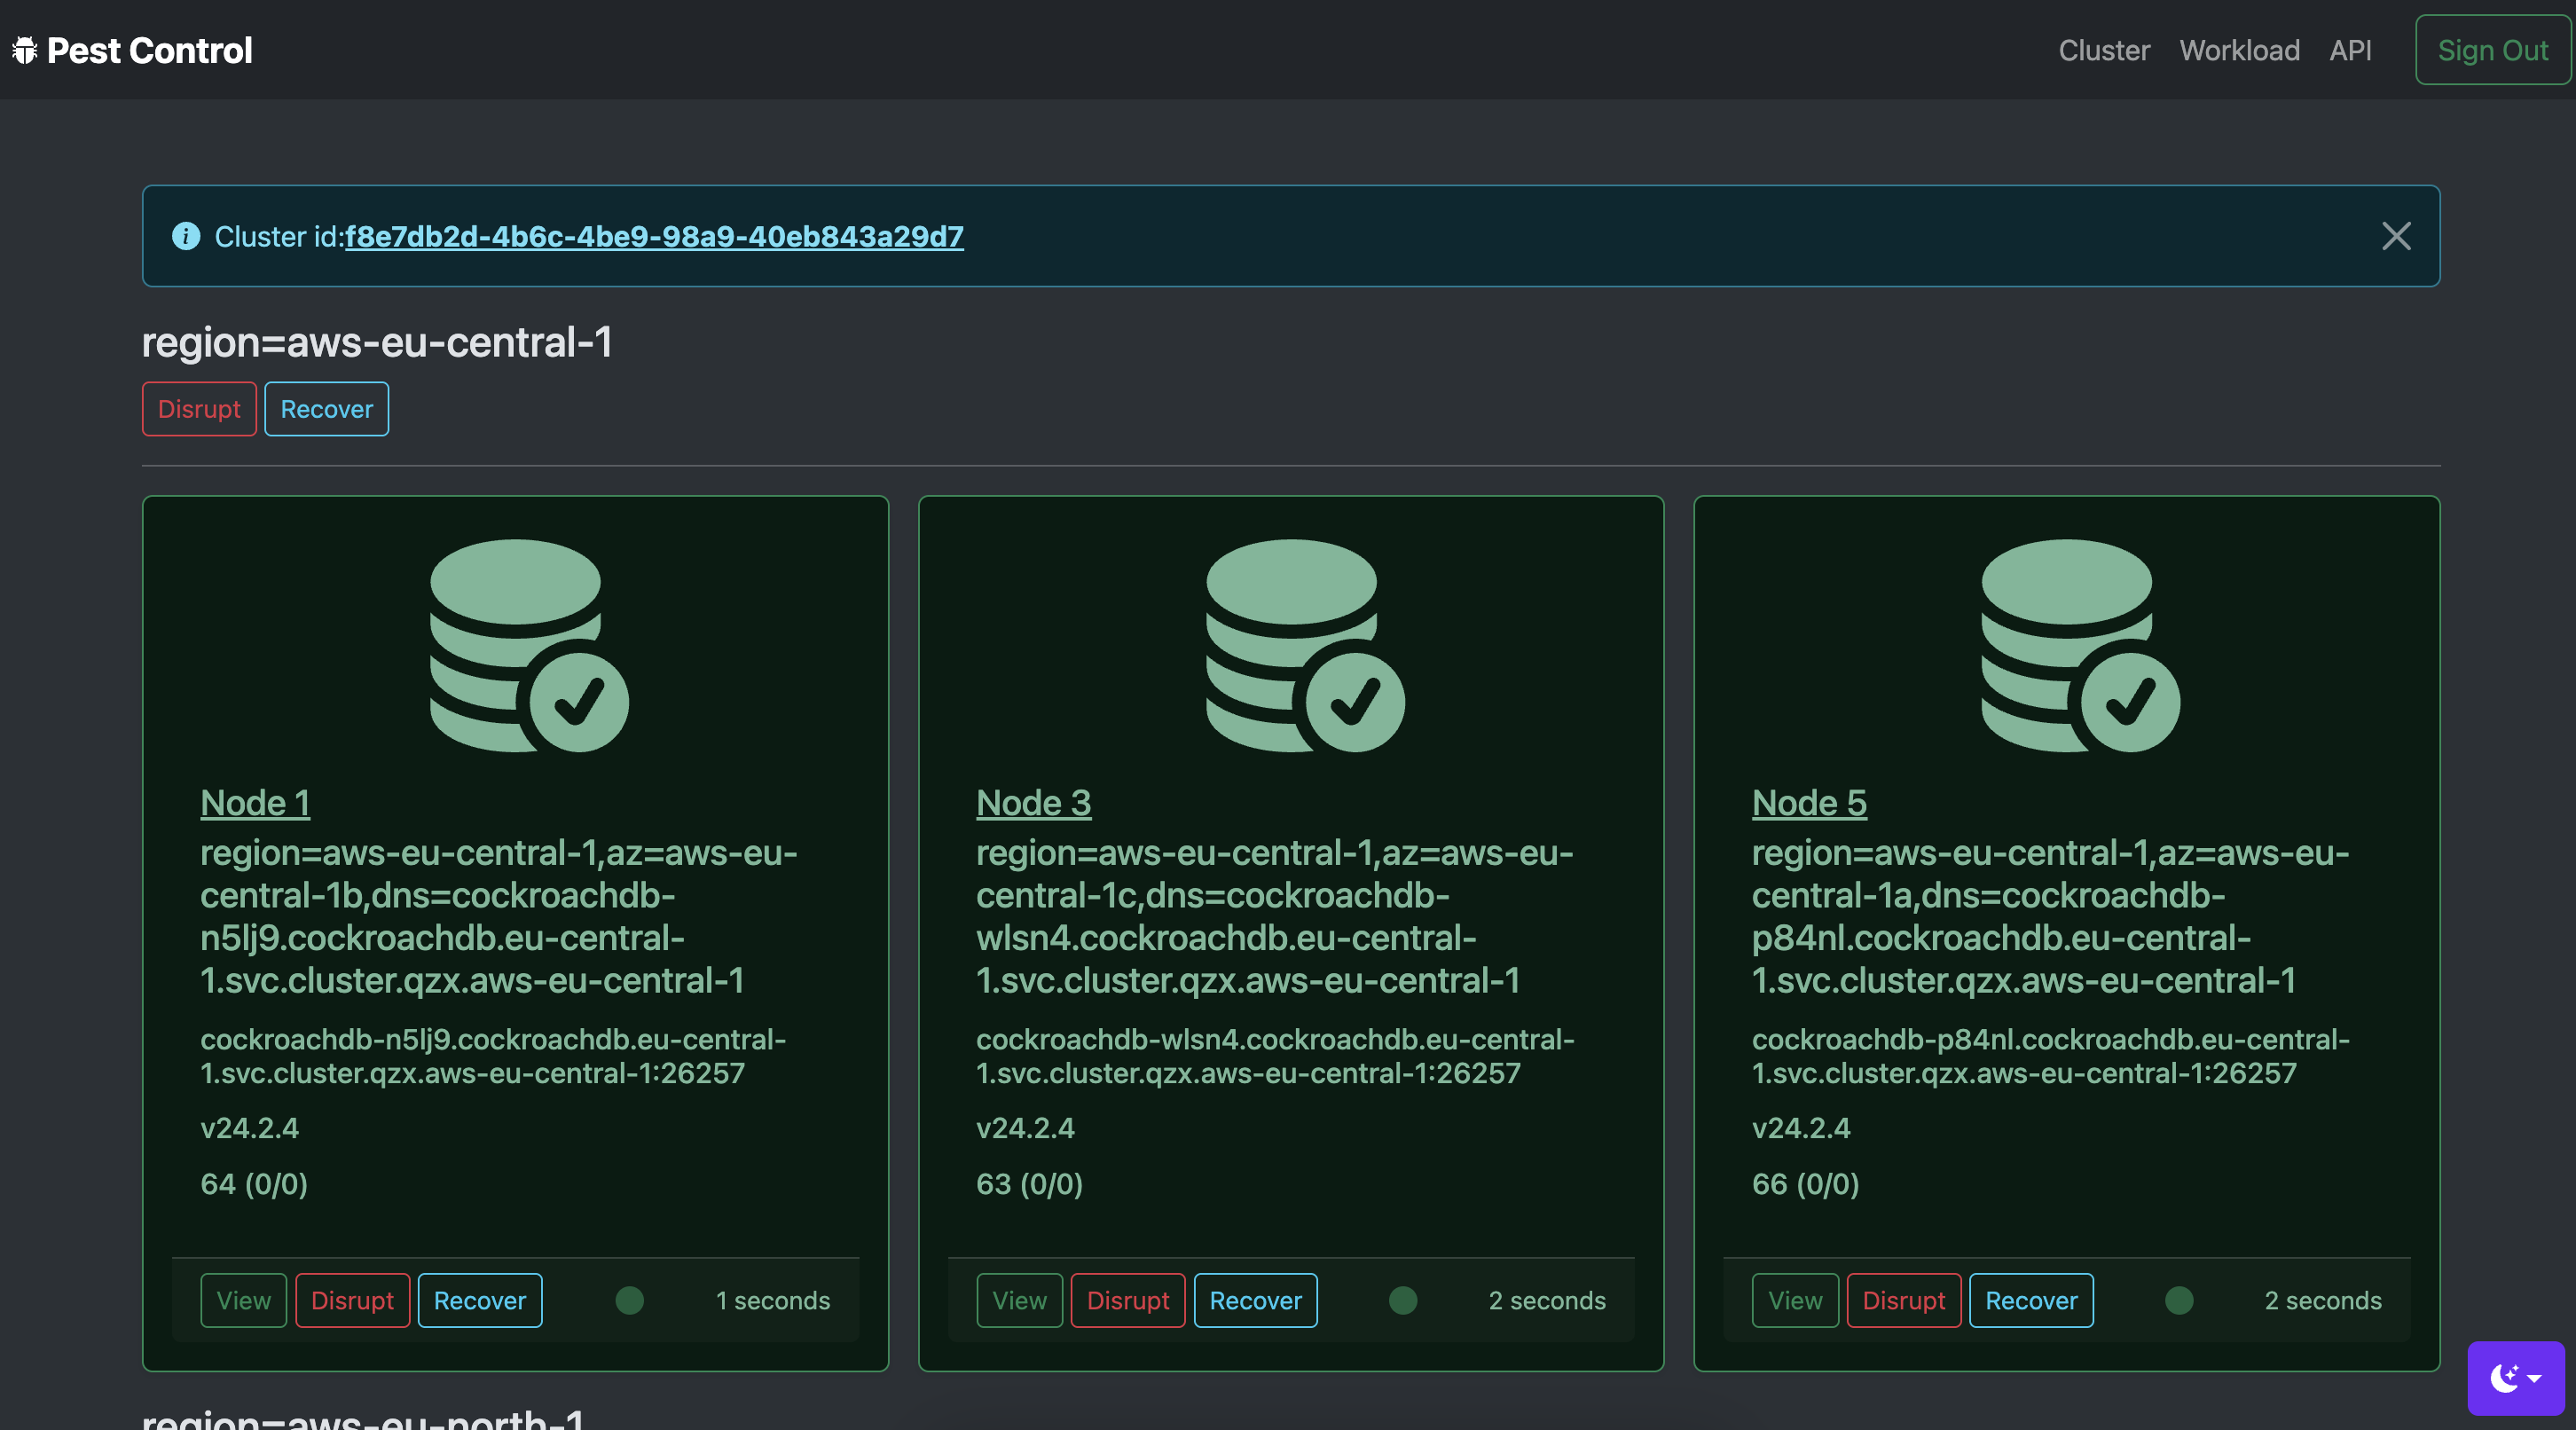 Pest Control
Cluster Workload API Sign Out
Cluster id:f8e7db2d-4b6c-4be9-98a9-40eb843a29d7
region=aws-eu-central-1
Disrupt Recover
Node 1
region=aws-eu-central-1,az=aws-eu-
central-1b,dns=cockroachdb-
n5lj9.cockroachdb.eu-central-
1.svc.cluster.qzx.aws-eu-central-1
cockroachdb-n5lj9.cockroachdb.eu-central-
1.svc.cluster.qzx.aws-eu-central-1:26257
v24.2.4
64 (0/0)
View Disrupt Recover 1 seconds
Node 3
region=aws-eu-central-1,az=aws-eu-
central-1c,dns=cockroachdb-
wlsn4.cockroachdb.eu-central-
1.svc.cluster.qzx.aws-eu-central-1
cockroachdb-wlsn4.cockroachdb.eu-central-
1.svc.cluster.qzx.aws-eu-central-1:26257
v24.2.4
63 (0/0)
View Disrupt Recover 2 seconds
Node 5
region=aws-eu-central-1,az=aws-eu-
central-1a,dns=cockroachdb-
p84nl.cockroachdb.eu-central-
1.svc.cluster.qzx.aws-eu-central-1
cockroachdb-p84nl.cockroachdb.eu-central-
1.svc.cluster.qzx.aws-eu-central-1:26257
v24.2.4
66 (0/0)
View Disrupt Recover 2 seconds
region=aws-eu-north-1